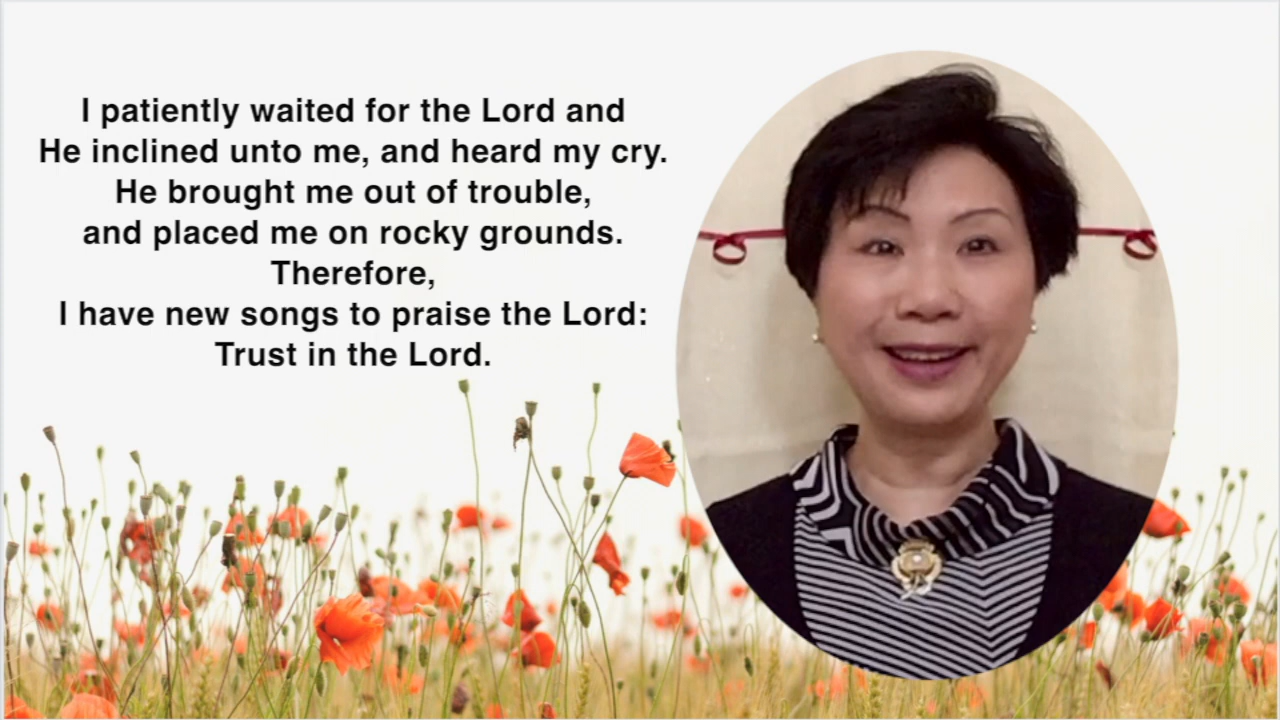 I patiently waited for the Lord and
He inclined unto me, and heard my cry.
He brought me out of trouble,
and placed me on rocky grounds.
Therefore,
I have new songs to praise the Lord:
Trust in the Lord.